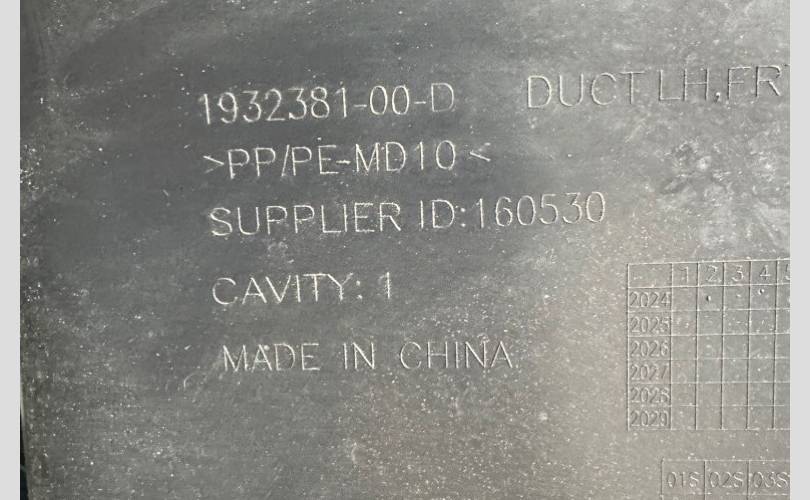 1932381-00-D DUCT LH,FR
>PP/PE-MD10<
SUPPLIER ID:160530
CAVITY: 1
MADE IN CHINA
1 2 3 4 5
2024
2025
2026
2027
2028
2029
01S 02S 03S